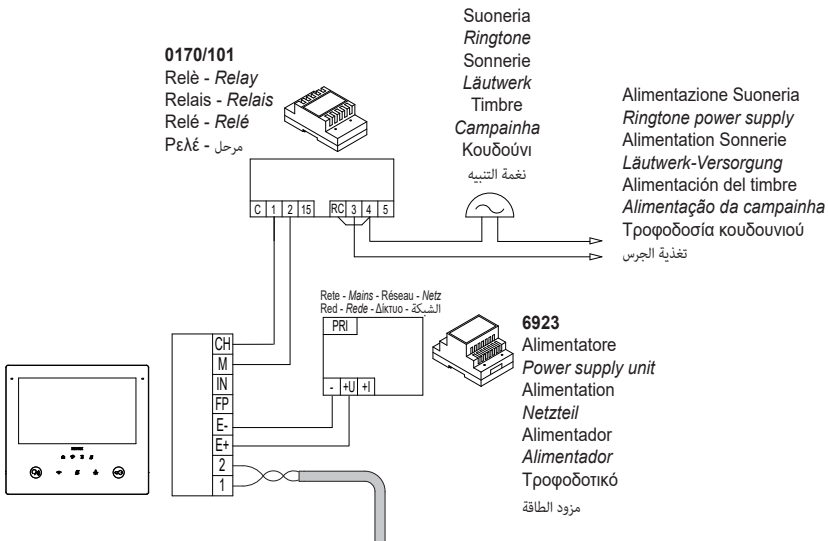 Suoneria
Ringtone
Sonnerie
Läutwerk
Timbre
Campainha
Κουδούνι
نغمة التنبيه
0170/101
Relè - Relay
Relais - Relais
Relé - Relé
Ρελέ - مرحل
Alimentazione Suoneria
Ringtone power supply
Alimentation Sonnerie
Läutwerk-Versorgung
Alimentación del timbre
Alimentação da campainha
Τροφοδοσία κουδουνιού
تغذية الجرس
C 1 2 15 RC 3 4 5
Rete - Mains - Réseau - Netz
Red - Rede - Δίκτυο - الشبكة
PRI
- +U +I
6923
Alimentatore
Power supply unit
Alimentation
Netzteil
Alimentador
Alimentador
Τροφοδοτικό
مزود الطاقة
CH
M
IN
FP
E-
E+
2
1